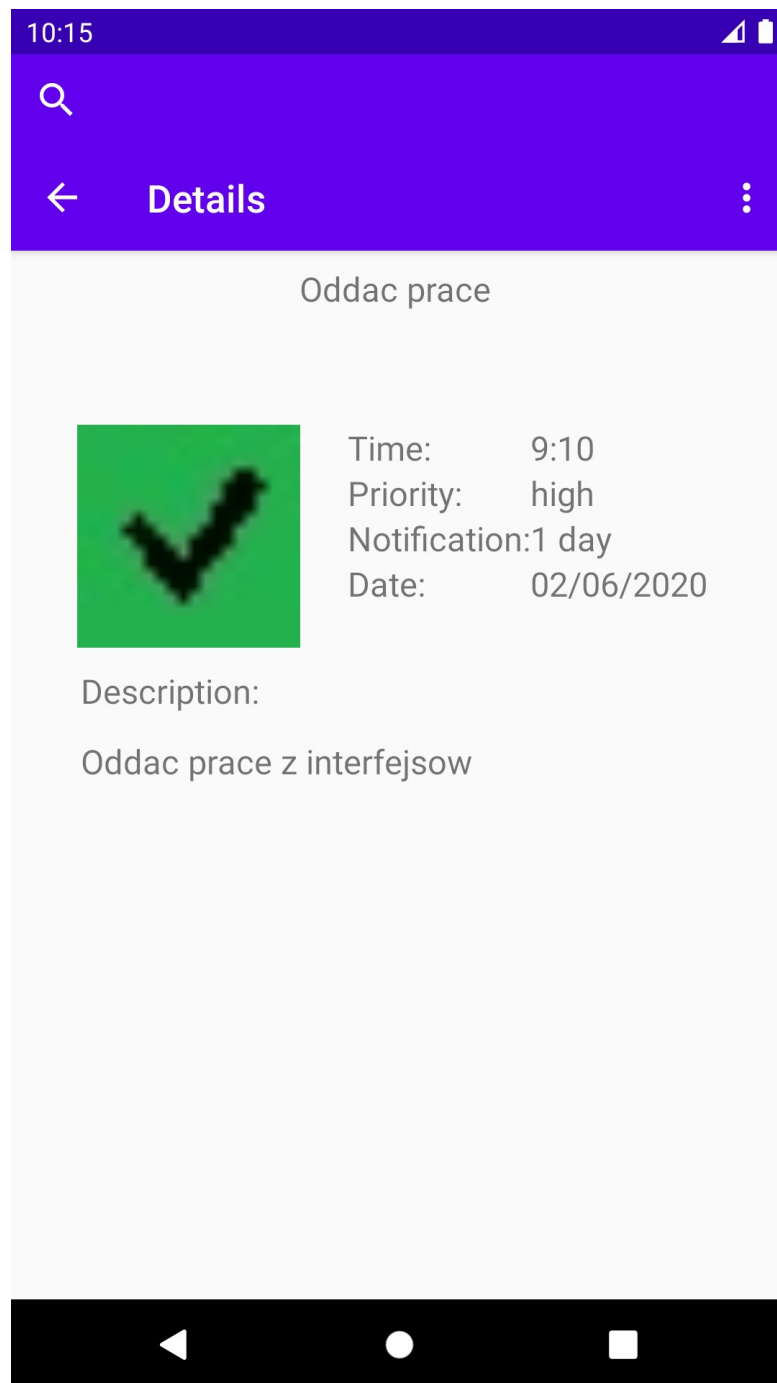 10:15
Details
Oddac prace
Time: 9:10
Priority: high
Notification:1 day
Date: 02/06/2020
Description:
Oddac prace z interfejsow